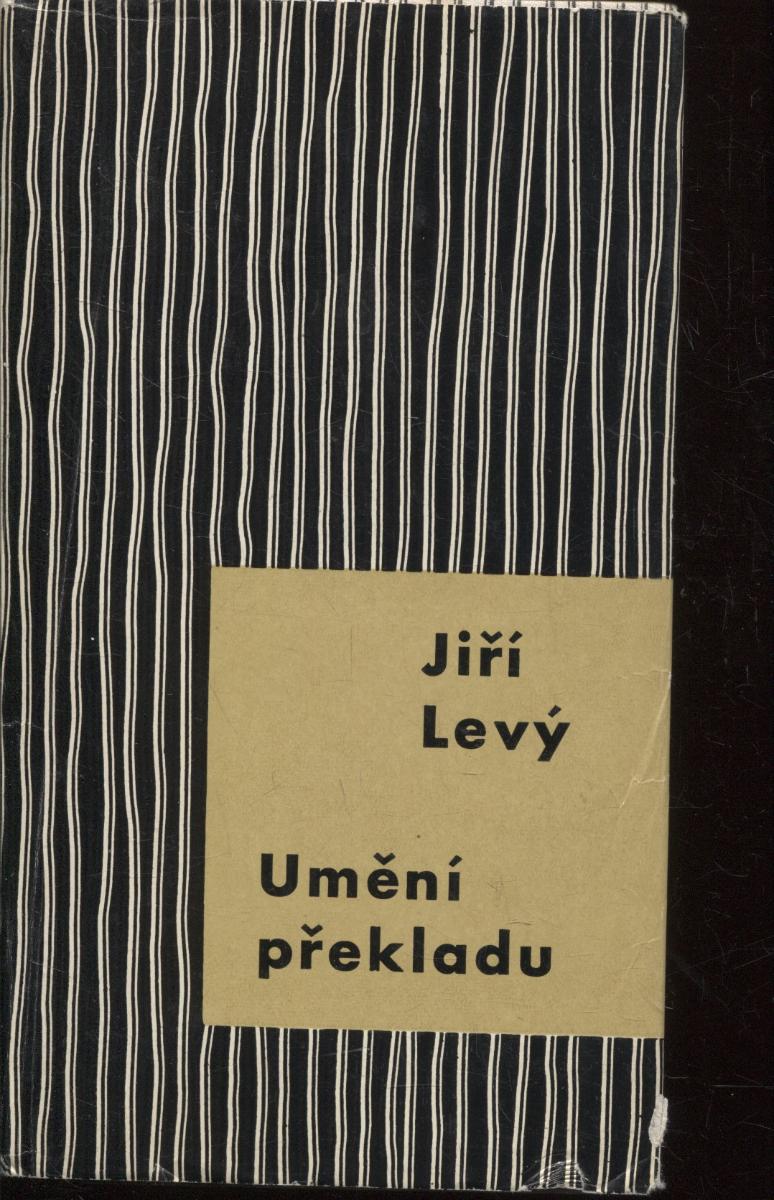 Jiří
Levý
Umění
překladu